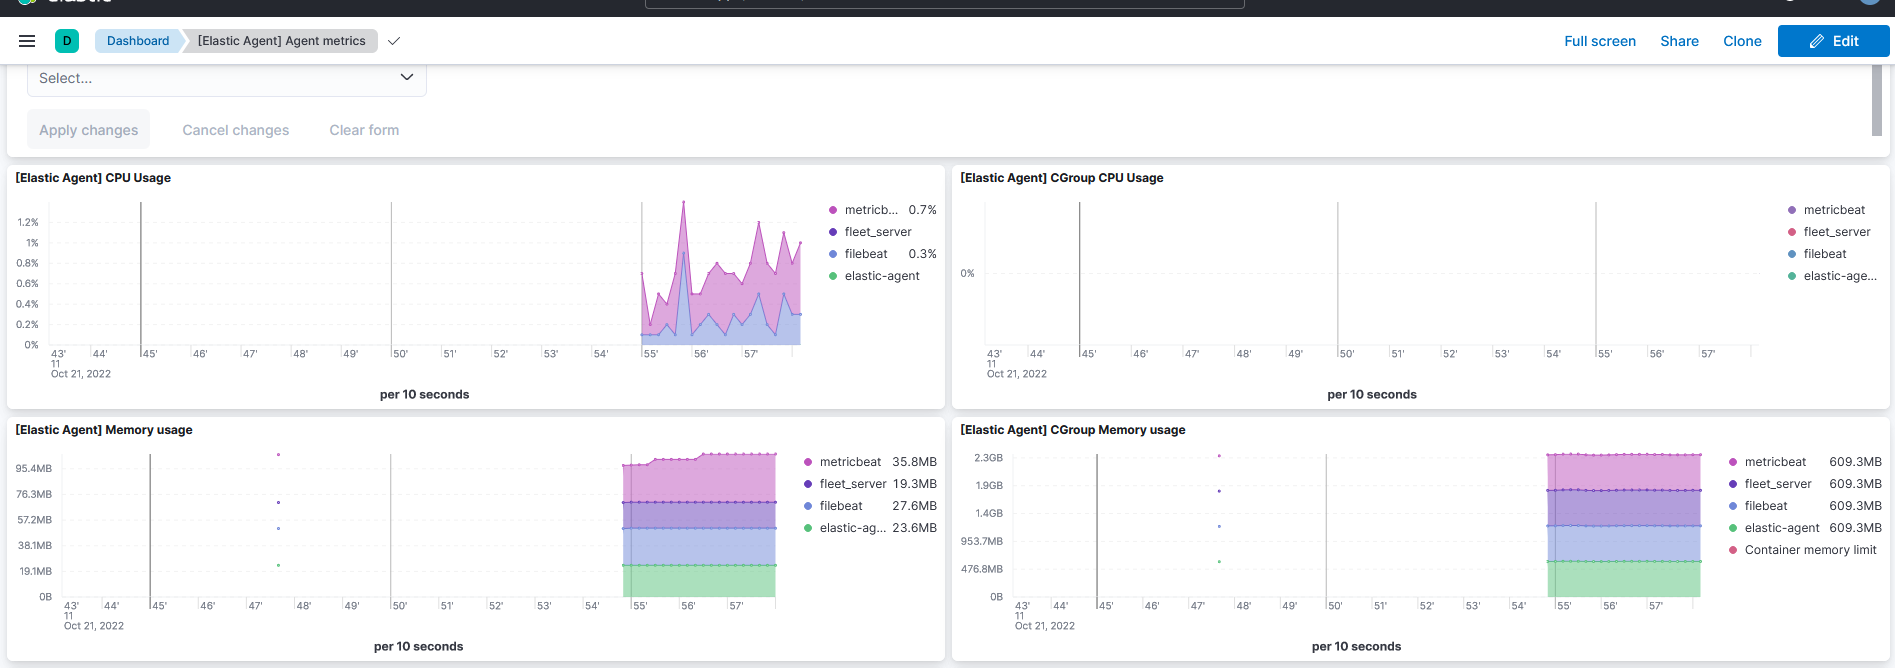 elastic
D
Dashboard
[Elastic Agent] Agent metrics
Full screen
Share
Clone
Edit
Select...
Apply changes
Cancel changes
Clear form
[Elastic Agent] CPU Usage
1.2%
1%
0.8%
0.6%
0.4%
0.2%
0%
43' 44' 45' 46' 47' 48' 49' 50' 51' 52' 53' 54' 55' 56' 57'
11
Oct 21, 2022
per 10 seconds
metricb... 0.7%
fleet_server
filebeat 0.3%
elastic-agent
[Elastic Agent] CGroup CPU Usage
0%
43' 44' 45' 46' 47' 48' 49' 50' 51' 52' 53' 54' 55' 56' 57'
11
Oct 21, 2022
per 10 seconds
metricbeat
fleet_server
filebeat
elastic-age...
[Elastic Agent] Memory usage
95.4MB
76.3MB
57.2MB
38.1MB
19.1MB
0B
43' 44' 45' 46' 47' 48' 49' 50' 51' 52' 53' 54' 55' 56' 57'
11
Oct 21, 2022
per 10 seconds
metricbeat 35.8MB
fleet_server 19.3MB
filebeat 27.6MB
elastic-ag... 23.6MB
[Elastic Agent] CGroup Memory usage
2.3GB
1.9GB
1.4GB
953.7MB
476.8MB
0B
43' 44' 45' 46' 47' 48' 49' 50' 51' 52' 53' 54' 55' 56' 57'
11
Oct 21, 2022
per 10 seconds
metricbeat 609.3MB
fleet_server 609.3MB
filebeat 609.3MB
elastic-agent 609.3MB
Container memory limit